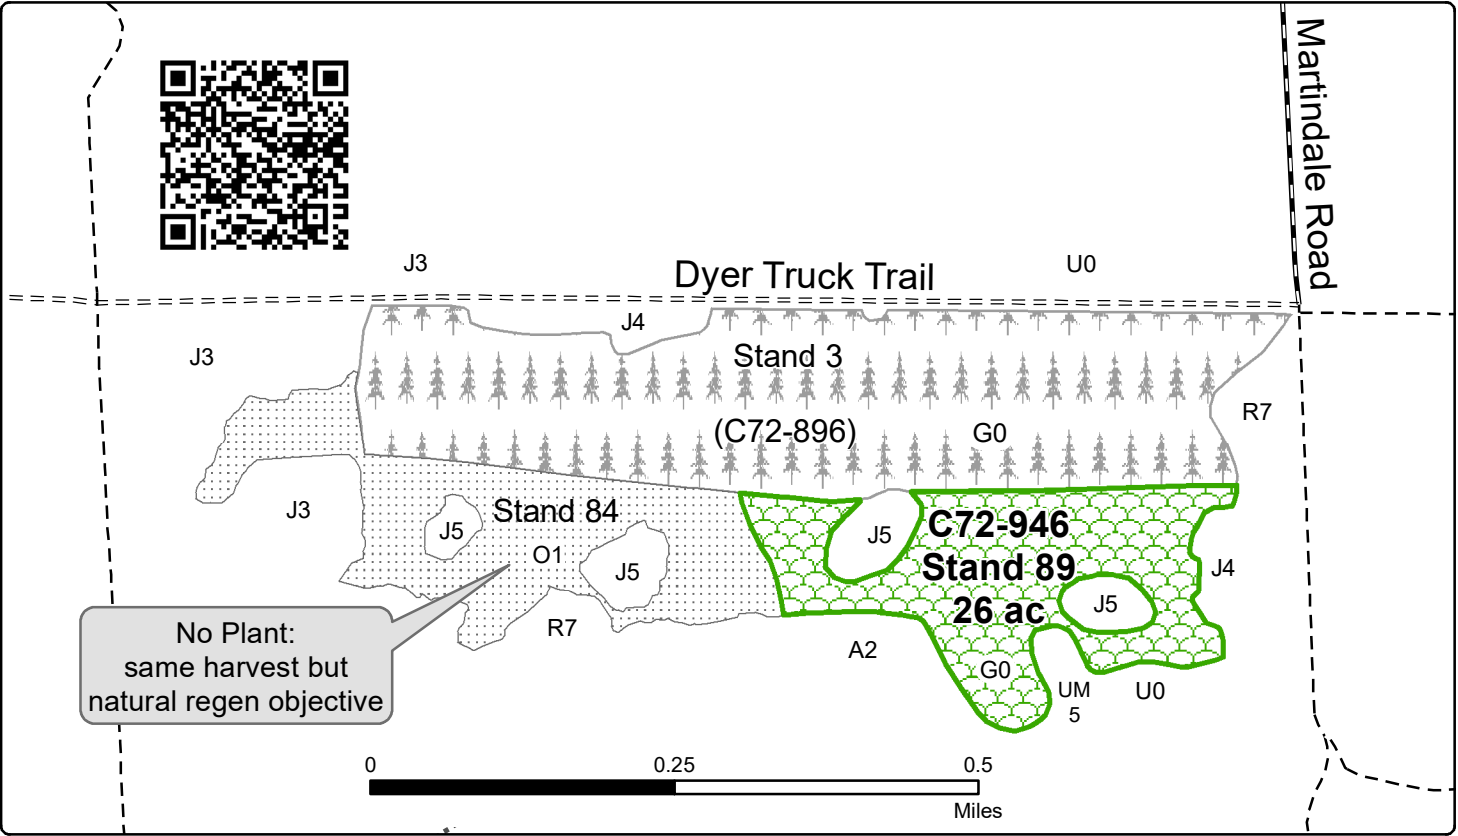 Martindale Road
J3
Dyer Truck Trail
U0
J4
J3
Stand 3
R7
(C72-896)
G0
J3
J5
Stand 84
O1
J5
J5
C72-946
Stand 89
26 ac
J4
J5
No Plant:
same harvest but
natural regen objective
R7
A2
G0
UM
5
U0
0
0.25
0.5
Miles